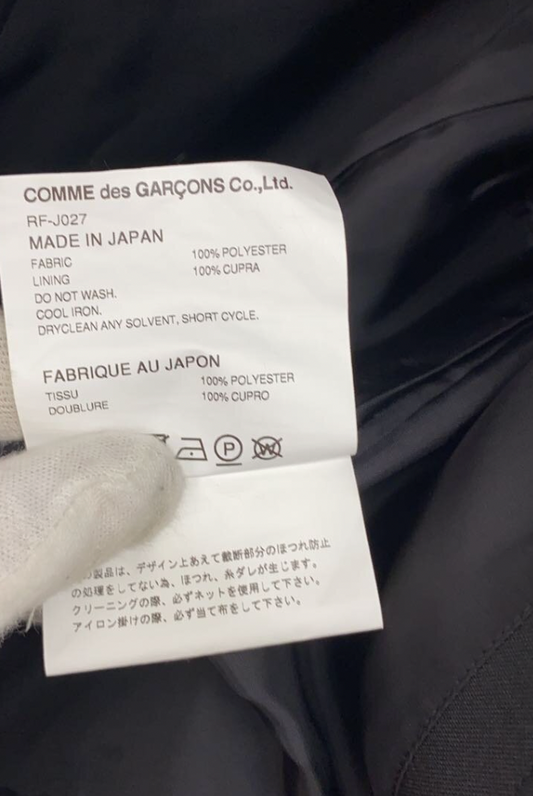 COMME des GARÇONS Co.,Ltd.
RF-J027
MADE IN JAPAN
FABRIC 100% POLYESTER
LINING 100% CUPRA
DO NOT WASH.
COOL IRON.
DRYCLEAN ANY SOLVENT, SHORT CYCLE.
FABRIQUE AU JAPON
TISSU 100% POLYESTER
DOUBLURE 100% CUPRO
P W
製品は、デザイン上あえて裁断部分のほつれ防止
の処理をしてない為、ほつれ、糸ダレが生じます。
クリーニングの際、必ずネットを使用して下さい。
アイロン掛けの際、必ず当て布をして下さい。